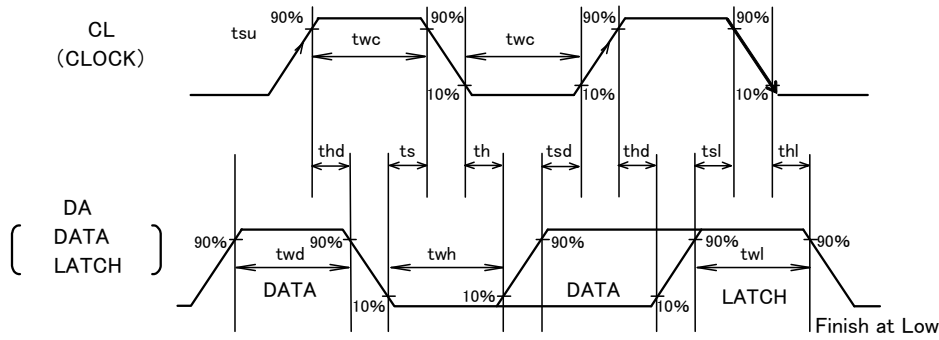 90% 90% 90% 90%
tsu
CL
(CLOCK)
twc twc
10% 10% 10%
thd ts th tsd thd tsl thl
DA
DATA
LATCH
90% 90% 90% 90% 90%
twd twh twl
DATA DATA LATCH
10% 10% 10%
Finish at Low